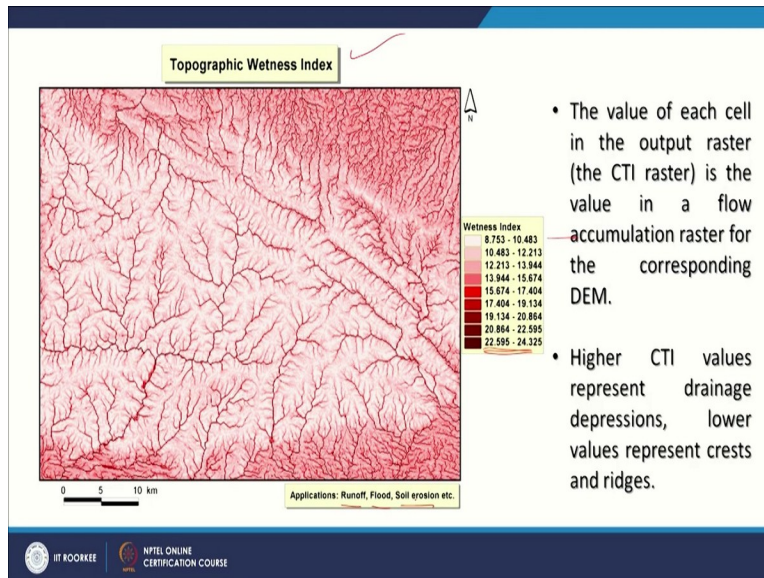 Topographic Wetness Index
N
Wetness Index
8.753 - 10.483
10.483 - 12.213
12.213 - 13.944
13.944 - 15.674
15.674 - 17.404
17.404 - 19.134
19.134 - 20.864
20.864 - 22.595
22.595 - 24.325
0 5 10 km
Applications: Runoff, Flood, Soil erosion etc.
• The value of each cell
in the output raster
(the CTI raster) is the
value in a flow
accumulation raster for
the corresponding
DEM.
• Higher CTI values
represent drainage
depressions, lower
values represent crests
and ridges.
IIT ROORKEE
NPTEL
NPTEL ONLINE
CERTIFICATION COURSE